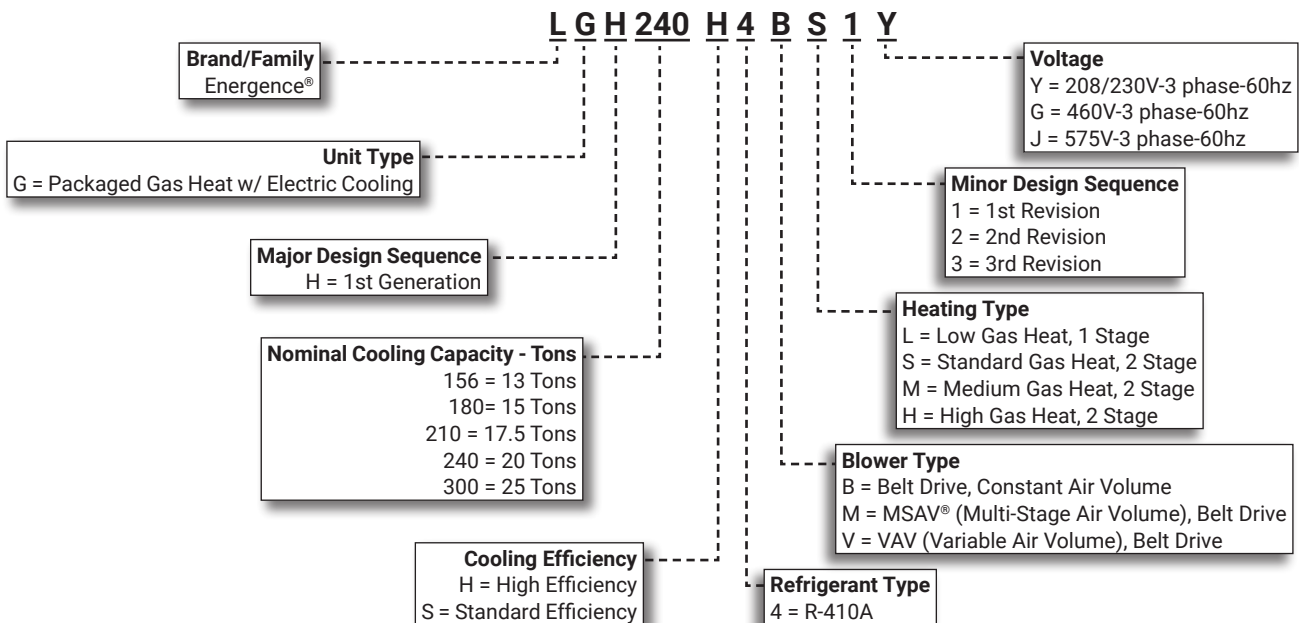 L G H 240 H 4 B S 1 Y
Brand/Family
Energence®
Unit Type
G = Packaged Gas Heat w/ Electric Cooling
Major Design Sequence
H = 1st Generation
Nominal Cooling Capacity - Tons
156 = 13 Tons
180= 15 Tons
210 = 17.5 Tons
240 = 20 Tons
300 = 25 Tons
Cooling Efficiency
H = High Efficiency
S = Standard Efficiency
Voltage
Y = 208/230V-3 phase-60hz
G = 460V-3 phase-60hz
J = 575V-3 phase-60hz
Minor Design Sequence
1 = 1st Revision
2 = 2nd Revision
3 = 3rd Revision
Heating Type
L = Low Gas Heat, 1 Stage
S = Standard Gas Heat, 2 Stage
M = Medium Gas Heat, 2 Stage
H = High Gas Heat, 2 Stage
Blower Type
B = Belt Drive, Constant Air Volume
M = MSAV® (Multi-Stage Air Volume), Belt Drive
V = VAV (Variable Air Volume), Belt Drive
Refrigerant Type
4 = R-410A